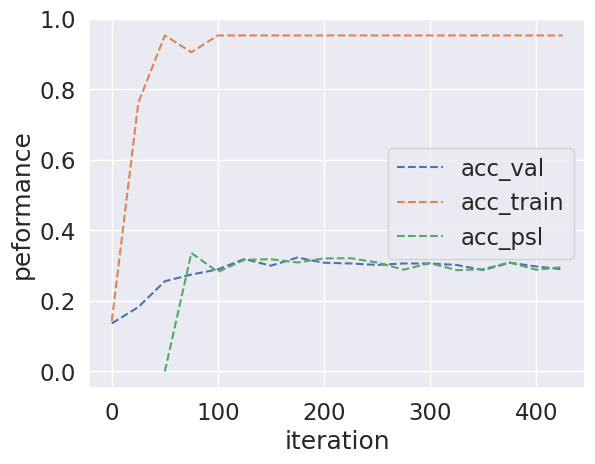 1.0
0.8
0.6
0.4
0.2
0.0
peformance
acc_val
acc_train
acc_psl
0 100 200 300 400
iteration